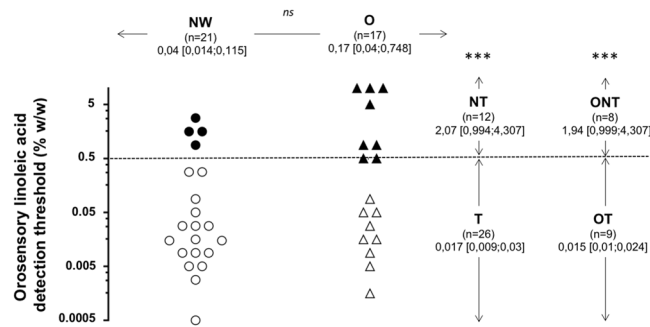 NW
(n=21)
0,04 [0,014;0,115]
ns
O
(n=17)
0,17 [0,04;0,748]
Orosensory linoleic acid
detection threshold (% w/w)
5
0.5
0.05
0.005
0.0005
***
NT
(n=12)
2,07 [0,994;4,307]
***
ONT
(n=8)
1,94 [0,999;4,307]
T
(n=26)
0,017 [0,009;0,03]
OT
(n=9)
0,015 [0,01;0,024]